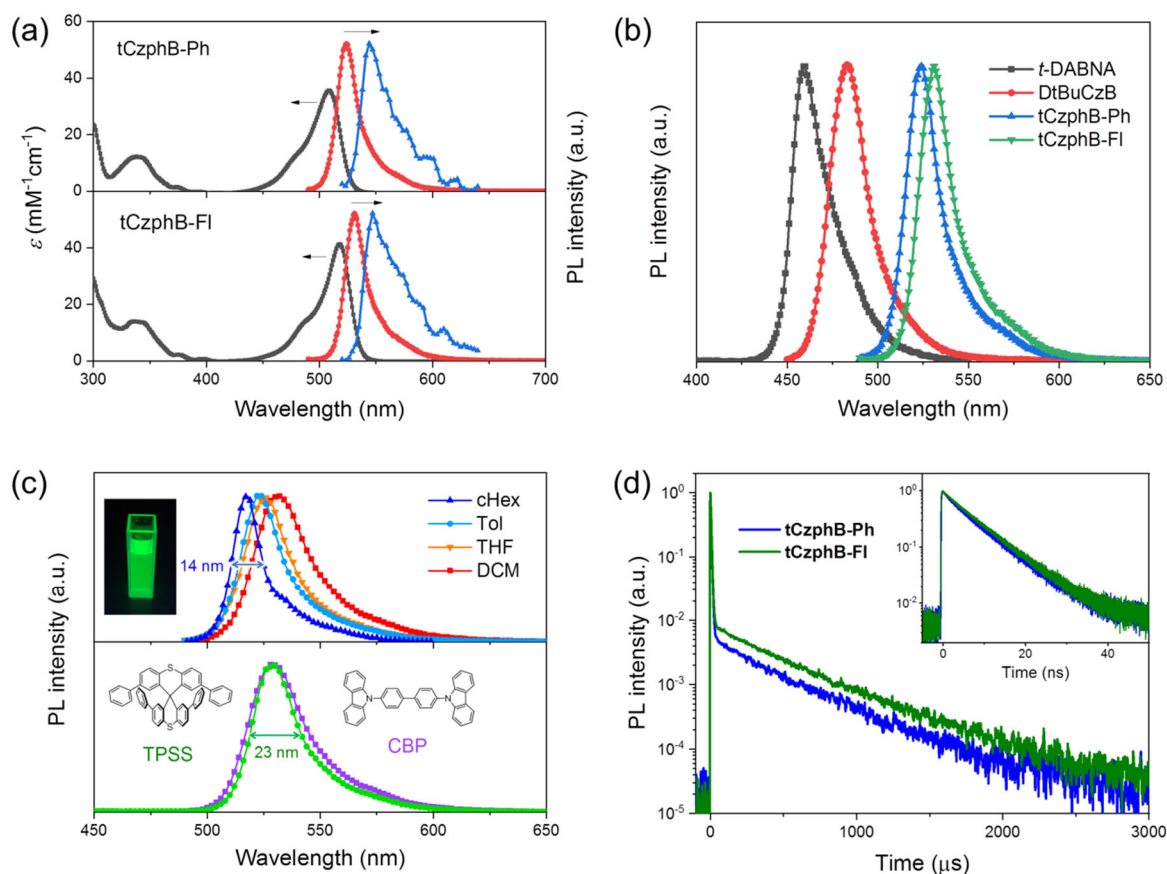 (a)
tCzphB-Ph
tCzphB-Fl
60
40
20
0
60
40
20
0
300
400
500
600
700
ε (mM⁻¹cm⁻¹)
PL intensity (a.u.)
Wavelength (nm)
(b)
t-DABNA
DtBuCzB
tCzphB-Ph
tCzphB-Fl
PL intensity (a.u.)
400
450
500
550
600
650
Wavelength (nm)
(c)
14 nm
cHex
Tol
THF
DCM
S
S
N
N
TPSS
23 nm
CBP
PL intensity (a.u.)
450
500
550
600
650
Wavelength (nm)
(d)
tCzphB-Ph
tCzphB-Fl
10⁰
10⁻¹
10⁻²
10⁻³
10⁻⁴
10⁻⁵
PL intensity (a.u.)
0
1000
2000
3000
Time (μs)
10⁰
10⁻¹
10⁻²
0
20
40
Time (ns)